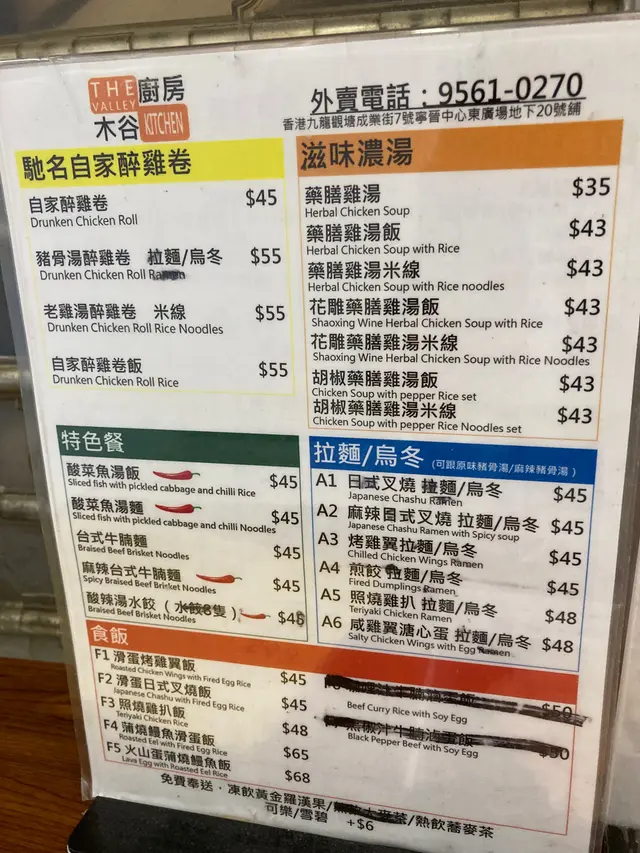 THE
VALLEY
廚房
木谷
KITCHEN
外賣電話：9561-0270
香港九龍觀塘成業街7號寧晉中心東廣場地下20號舖
馳名自家醉雞卷
自家醉雞卷 $45
Drunken Chicken Roll
豬骨湯醉雞卷 拉麵/烏冬 $55
Drunken Chicken Roll Ramen
老雞湯醉雞卷 米線 $55
Drunken Chicken Roll Rice Noodles
自家醉雞卷飯 $55
Drunken Chicken Roll Rice
滋味濃湯
藥膳雞湯 $35
Herbal Chicken Soup
藥膳雞湯飯 $43
Herbal Chicken Soup with Rice
藥膳雞湯米線 $43
Herbal Chicken Soup with Rice noodles
花雕藥膳雞湯飯 $43
Shaoxing Wine Herbal Chicken Soup with Rice
花雕藥膳雞湯米線 $43
Shaoxing Wine Herbal Chicken Soup with Rice Noodles
胡椒藥膳雞湯飯 $43
Chicken Soup with pepper Rice set
胡椒藥膳雞湯米線 $43
Chicken Soup with pepper Rice Noodles set
特色餐
酸菜魚湯飯 $45
Sliced fish with pickled cabbage and chilli Rice
酸菜魚湯麵 $45
Sliced fish with pickled cabbage and chilli Noodles
台式牛腩麵 $45
Braised Beef Brisket Noodles
麻辣台式牛腩麵 $45
Spicy Braised Beef Brisket Noodles
酸辣湯水餃（水餃8隻） $45
Braised Beef Brisket Noodles
拉麵/烏冬 (可跟原味豬骨湯/麻辣豬骨湯)
A1 日式叉燒 拉麵/烏冬 $45
Japanese Chashu Ramen
A2 麻辣日式叉燒 拉麵/烏冬 $45
Japanese Chashu Ramen with Spicy soup
A3 烤雞翼拉麵/烏冬 $45
Chilled Chicken Wings Ramen
A4 煎餃 拉麵/烏冬 $45
Fired Dumplings Ramen
A5 照燒雞扒 拉麵/烏冬 $48
Teriyaki Chicken Ramen
A6 咸雞翼溏心蛋 拉麵/烏冬 $48
Salty Chicken Wings with Egg Ramen
食飯
F1 滑蛋烤雞翼飯 $45
Roasted Chicken Wings with Fired Egg Rice
F2 滑蛋日式叉燒飯 $45
Japanese Chashu with Fired Egg Rice
F3 照燒雞扒飯 $48
Teriyaki Chicken Rice
F4 蒲燒鰻魚滑蛋飯 $65
Roasted Eel with Fired Egg Rice
F5 火山蛋蒲燒鰻魚飯 $68
Lava Egg with Roasted Eel Rice
$50
Beef Curry Rice with Soy Egg
黑椒汁牛腩溏蛋飯 $50
Black Pepper Beef with Soy Egg
免費奉送．凍飲黃金羅漢果/熱飲蕎麥茶
可樂/雪碧 +$6